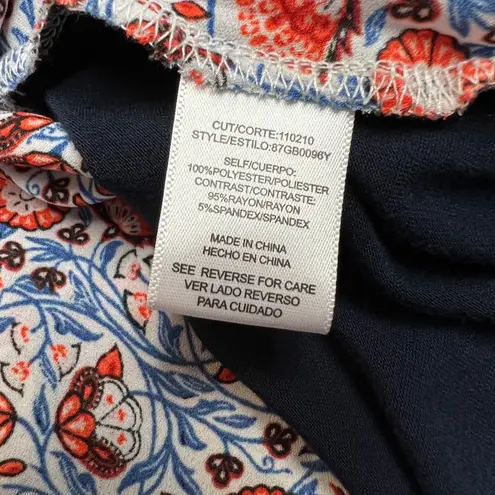 CUT/CORTE:110210
STYLE/ESTILO:87GB0096Y
SELF/CUERPO:
100%POLYESTER/POLIESTER
CONTRAST/CONTRASTE:
95%RAYON/RAYON
5%SPANDEX/SPANDEX
MADE IN CHINA
HECHO EN CHINA
SEE REVERSE FOR CARE
VER LADO REVERSO
PARA CUIDADO